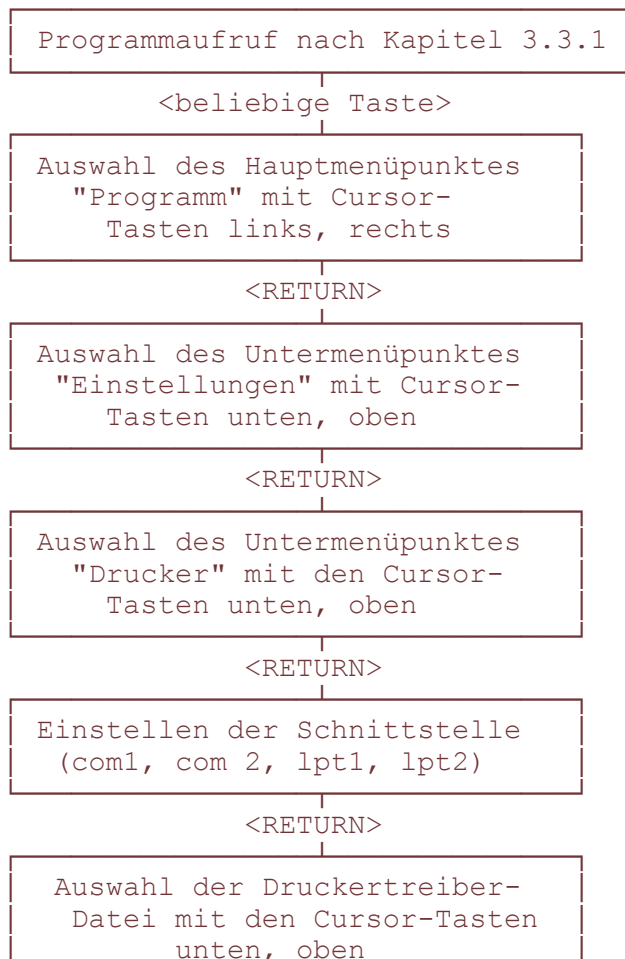 Programmaufruf nach Kapitel 3.3.1
<beliebige Taste>
Auswahl des Hauptmenüpunktes
"Programm" mit Cursor-
Tasten links, rechts
<RETURN>
Auswahl des Untermenüpunktes
"Einstellungen" mit Cursor-
Tasten unten, oben
<RETURN>
Auswahl des Untermenüpunktes
"Drucker" mit den Cursor-
Tasten unten, oben
<RETURN>
Einstellen der Schnittstelle
(com1, com 2, lpt1, lpt2)
<RETURN>
Auswahl der Druckertreiber-
Datei mit den Cursor-Tasten
unten, oben